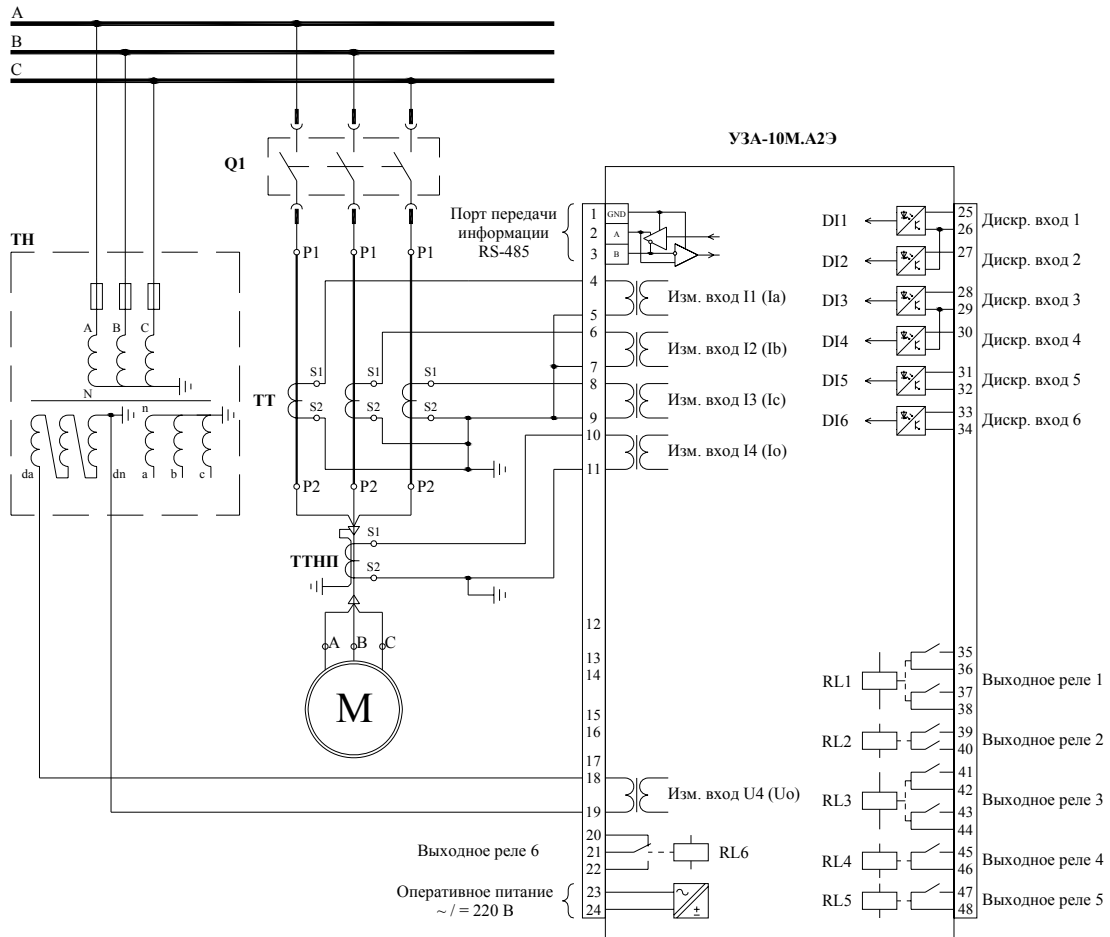 A
B
C
УЗА-10М.А2Э
Q1
ТН
A
B
C
N
n
da
dn
a
b
c
P1
P1
P1
ТТ
S1
S1
S1
S2
S2
S2
P2
P2
P2
ТТНП
S1
S2
A
B
C
M
Порт передачи
информации
RS-485
1
GND
2
A
3
B
4
Изм. вход I1 (Ia)
5
6
Изм. вход I2 (Ib)
7
8
Изм. вход I3 (Ic)
9
10
Изм. вход I4 (Io)
11
12
13
14
15
16
17
18
Изм. вход U4 (Uo)
19
20
Выходное реле 6
21
RL6
22
Оперативное питание
~ / = 220 В
23
24
DI1
25
26
Дискр. вход 1
DI2
27
Дискр. вход 2
DI3
28
29
Дискр. вход 3
DI4
30
Дискр. вход 4
DI5
31
32
Дискр. вход 5
DI6
33
34
Дискр. вход 6
RL1
35
36
37
38
Выходное реле 1
RL2
39
40
Выходное реле 2
RL3
41
42
43
44
Выходное реле 3
RL4
45
46
Выходное реле 4
RL5
47
48
Выходное реле 5